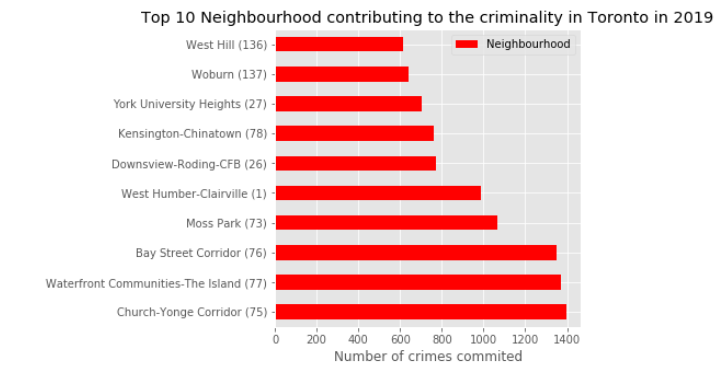 Top 10 Neighbourhood contributing to the criminality in Toronto in 2019
Neighbourhood
West Hill (136)
Woburn (137)
York University Heights (27)
Kensington-Chinatown (78)
Downsview-Roding-CFB (26)
West Humber-Clairville (1)
Moss Park (73)
Bay Street Corridor (76)
Waterfront Communities-The Island (77)
Church-Yonge Corridor (75)
0 200 400 600 800 1000 1200 1400
Number of crimes commited